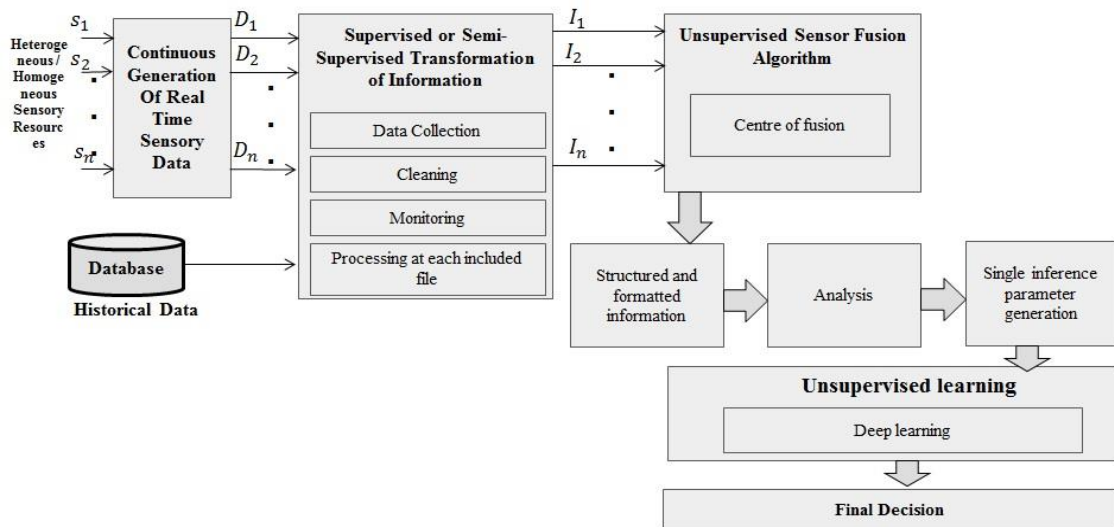 Heteroge
neous /
Homoge
neous
Sensory
Resourc
es
s1
s2
sn
Continuous
Generation
Of Real
Time
Sensory
Data
D1
D2
Dn
Supervised or Semi-
Supervised Transformation
of Information
Data Collection
Cleaning
Monitoring
Processing at each included
file
I1
I2
In
Unsupervised Sensor Fusion
Algorithm
Centre of fusion
Database
Historical Data
Structured and
formatted
information
Analysis
Single inference
parameter
generation
Unsupervised learning
Deep learning
Final Decision